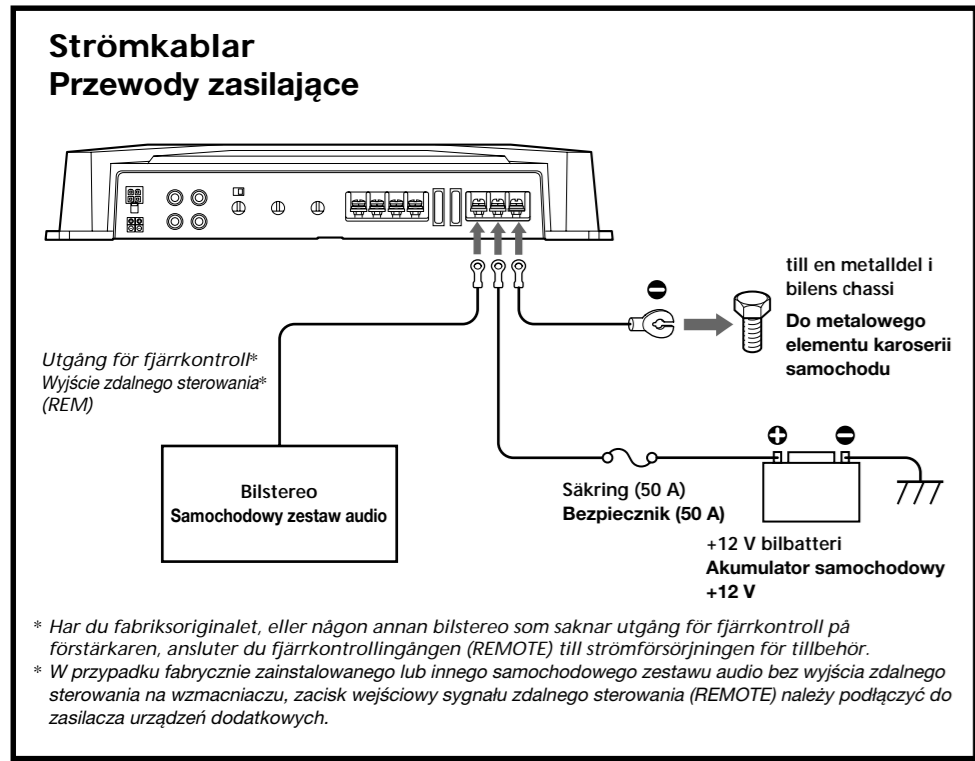 Strömkablar
Przewody zasilające
till en metalldel i
bilens chassi
Do metalowego
elementu karoserii
samochodu
Utgång för fjärrkontroll*
Wyjście zdalnego sterowania*
(REM)
Bilstereo
Samochodowy zestaw audio
Säkring (50 A)
Bezpiecznik (50 A)
+12 V bilbatteri
Akumulator samochodowy
+12 V
* Har du fabriksoriginalet, eller någon annan bilstereo som saknar utgång för fjärrkontroll på
förstärkaren, ansluter du fjärrkontrollingången (REMOTE) till strömförsörjningen för tillbehör.
* W przypadku fabrycznie zainstalowanego lub innego samochodowego zestawu audio bez wyjścia zdalnego
sterowania na wzmacniaczu, zacisk wejściowy sygnału zdalnego sterowania (REMOTE) należy podłączyć do
zasilacza urządzeń dodatkowych.